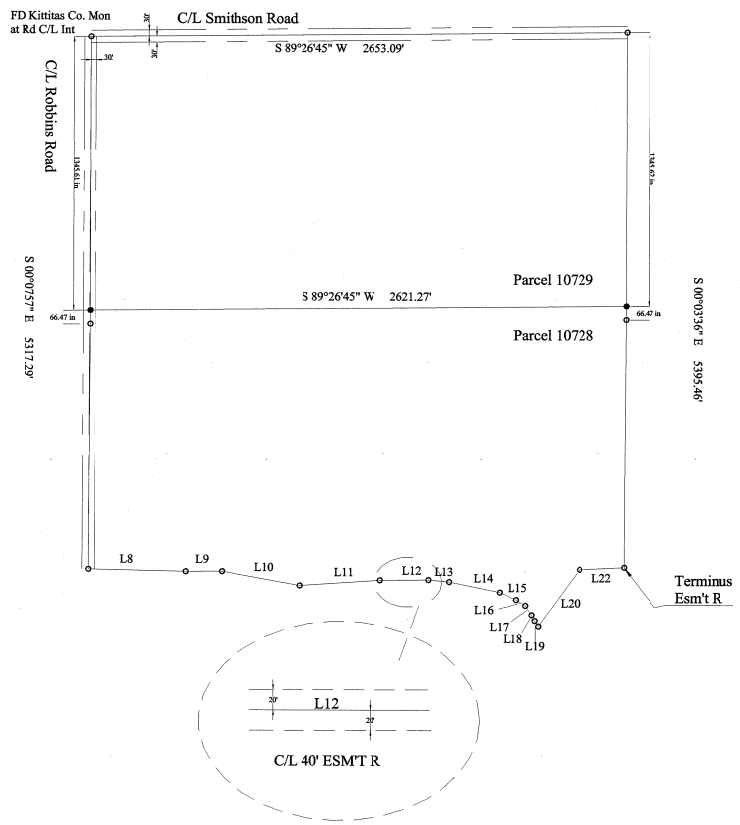 FD Kittitas Co. Mon
at Rd C/L Int
30'
C/L Smithson Road
30'
S 89°26'45" W 2653.09'
30'
C/L Robbins Road
1345.61 in
1345.62 in
S 00°0757" E 5317.29'
S 89°26'45" W 2621.27'
Parcel 10729
66.47 in
66.47 in
Parcel 10728
S 00°03'36" E 5395.46'
L8
L9
L10
L11
L12
L13
L14
L15
L16
L17
L18
L19
L20
L22
Terminus
Esm't R
20'
L12
20'
C/L 40' ESM'T R